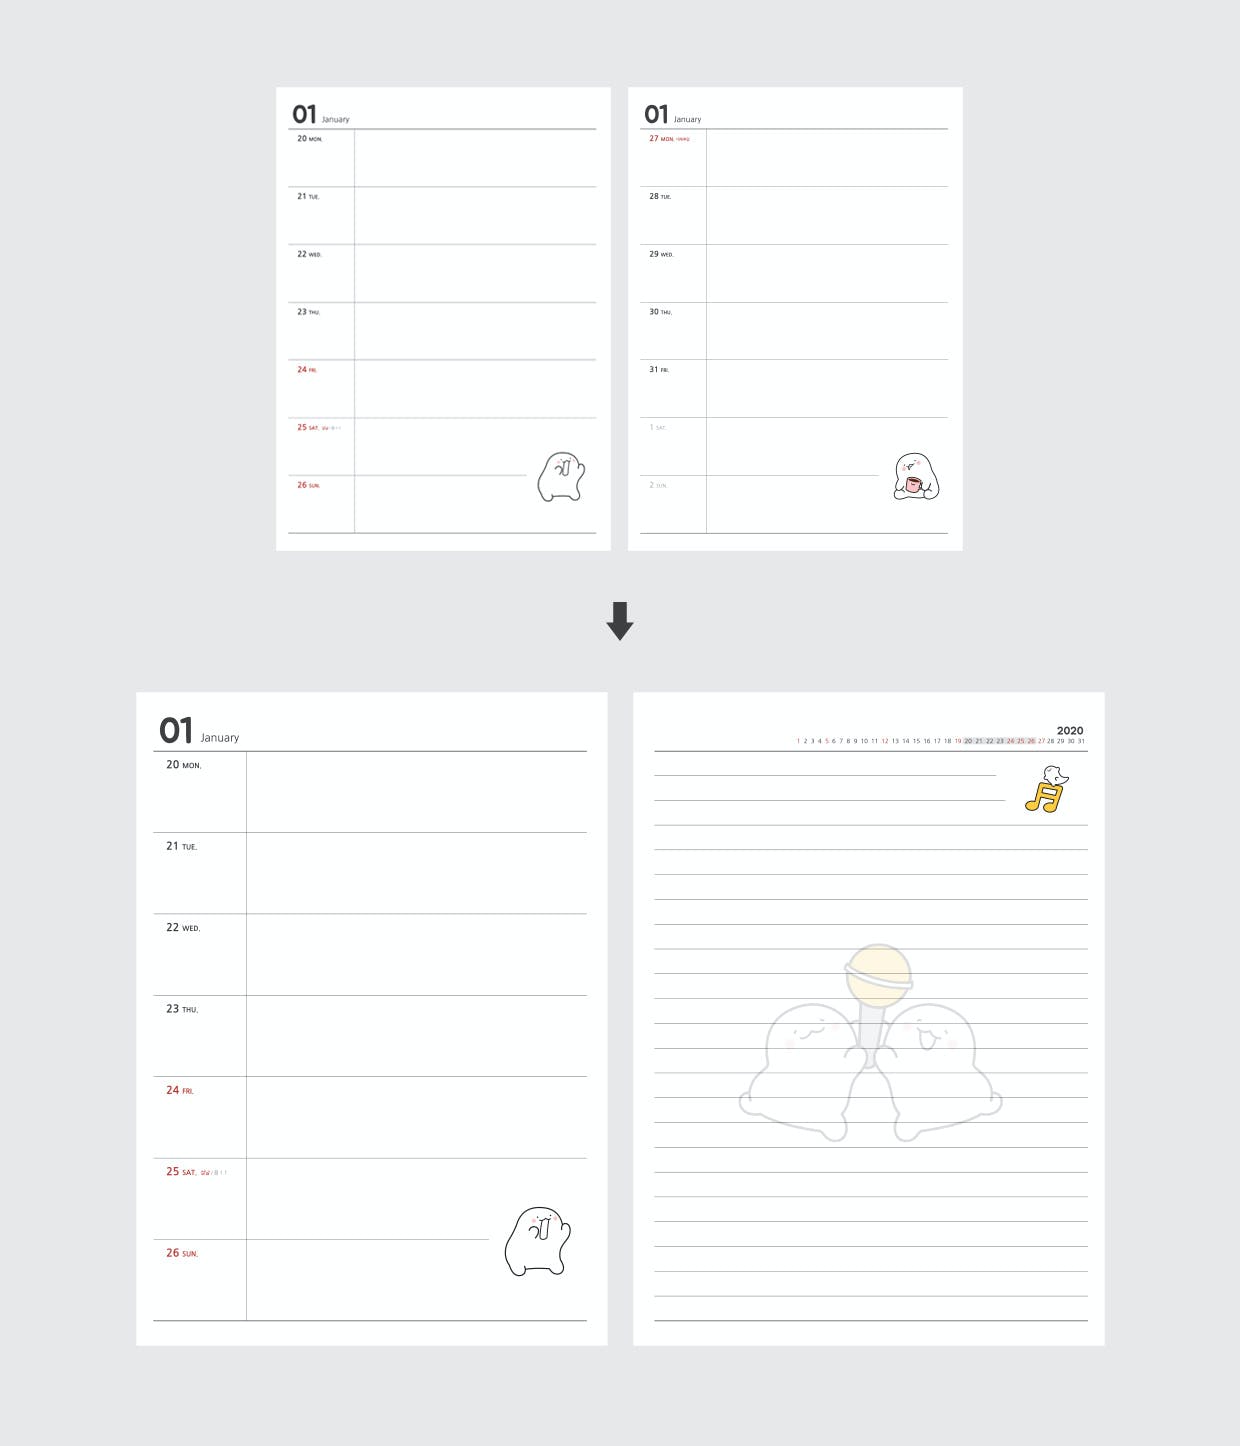 01 January
20 MON.
21 TUE.
22 WED.
23 THU.
24 FRI.
25 SAT.
26 SUN.
01 January
27 MON.
28 TUE.
29 WED.
30 THU.
31 FRI.
1 SAT.
2 SUN.
01 January
20 MON.
21 TUE.
22 WED.
23 THU.
24 FRI.
25 SAT.
26 SUN.
2020
1 2 3 4 5 6 7 8 9 10 11 12 13 14 15 16 17 18 19 20 21 22 23 24 25 26 27 28 29 30 31